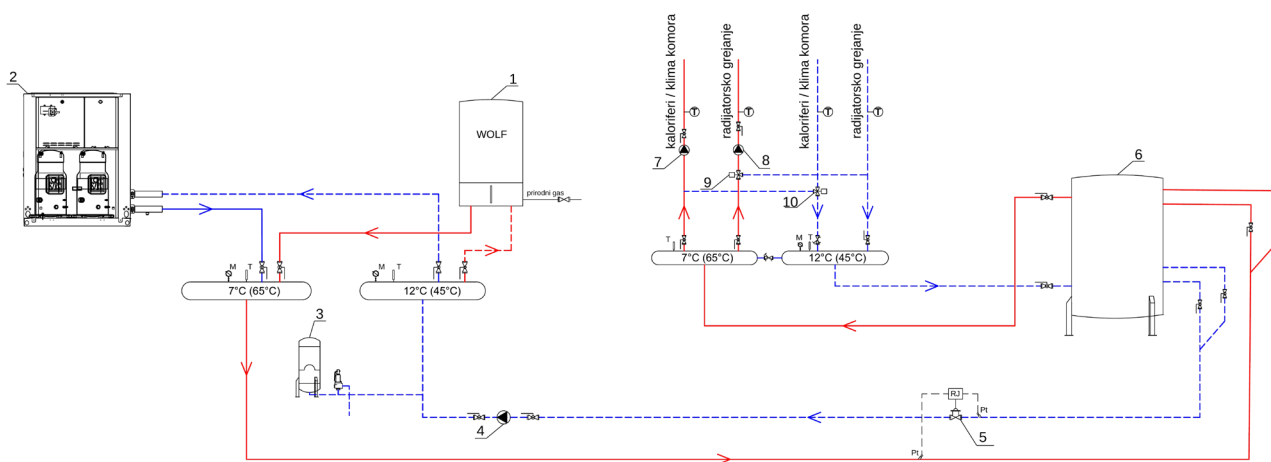 kaloriferi / klima komora
radijatorsko grejanje
kaloriferi / klima komora
radijatorsko grejanje
2
1
WOLF
prirodni gas
T
T
T
T
7
8
9
10
6
T
M
T
7°C (65°C)
12°C (45°C)
M
T
M
T
7°C (65°C)
12°C (45°C)
3
4
RJ
Pt
5
Pt